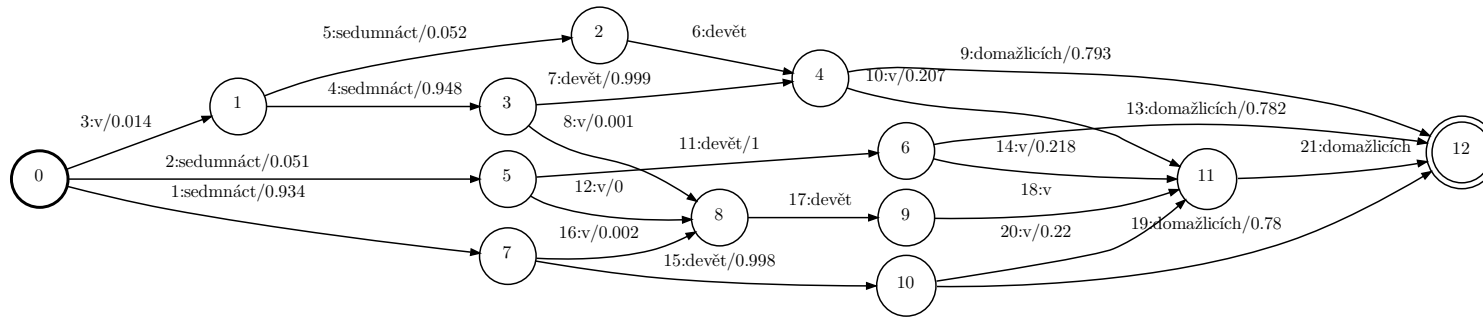 5:sedumnáct/0.052
2
6:devět
9:domažlicích/0.793
7:devět/0.999
4
10:v/0.207
4:sedmnáct/0.948
1
3
13:domažlicích/0.782
3:v/0.014
8:v/0.001
11:devět/1
6
14:v/0.218
21:domažlicích
12
2:sedumnáct/0.051
0
5
11
1:sedmnáct/0.934
12:v/0
18:v
17:devět
8
9
16:v/0.002
20:v/0.22
19:domažlicích/0.78
7
15:devět/0.998
10